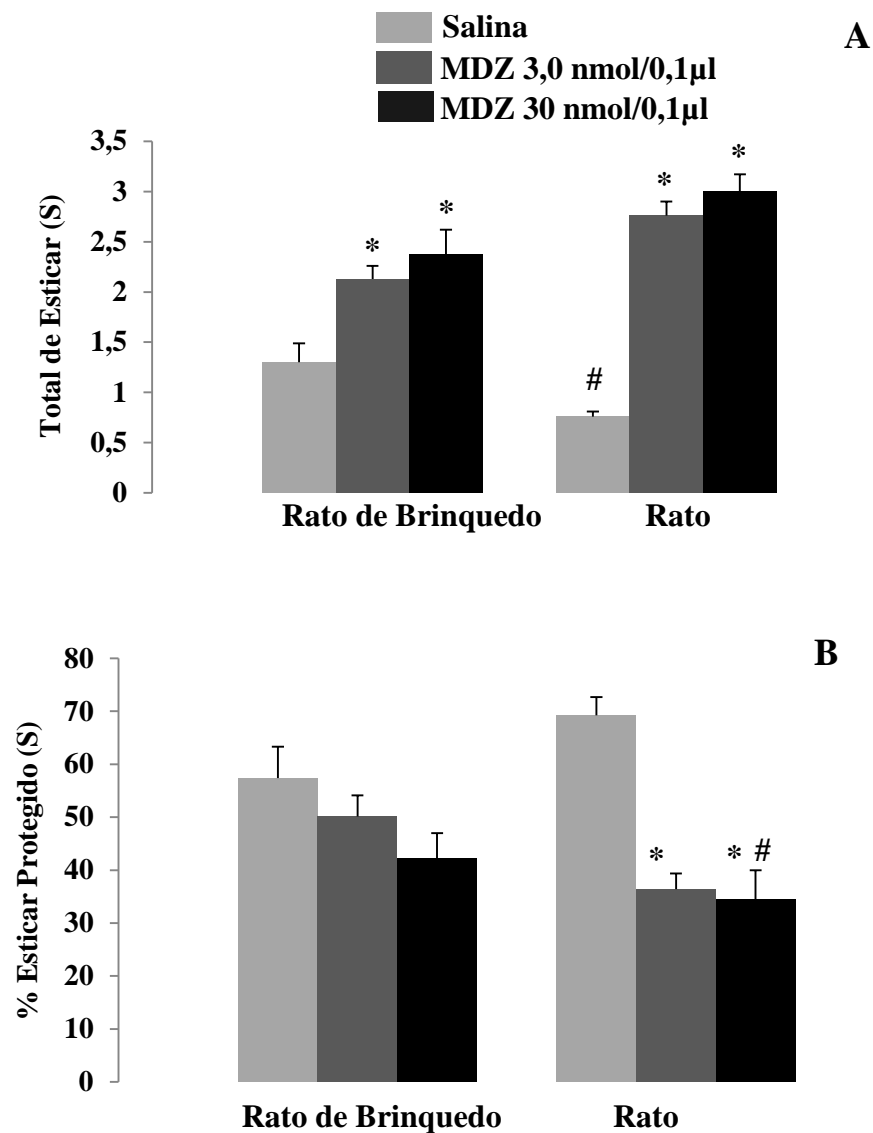 Salina
A
MDZ 3,0 nmol/0,1µl
MDZ 30 nmol/0,1µl
Total de Esticar (S)
3,5
3
2,5
2
1,5
1
0,5
0
* * # * *
Rato de Brinquedo Rato
B
% Esticar Protegido (S)
80
70
60
50
40
30
20
10
0
* * #
Rato de Brinquedo Rato